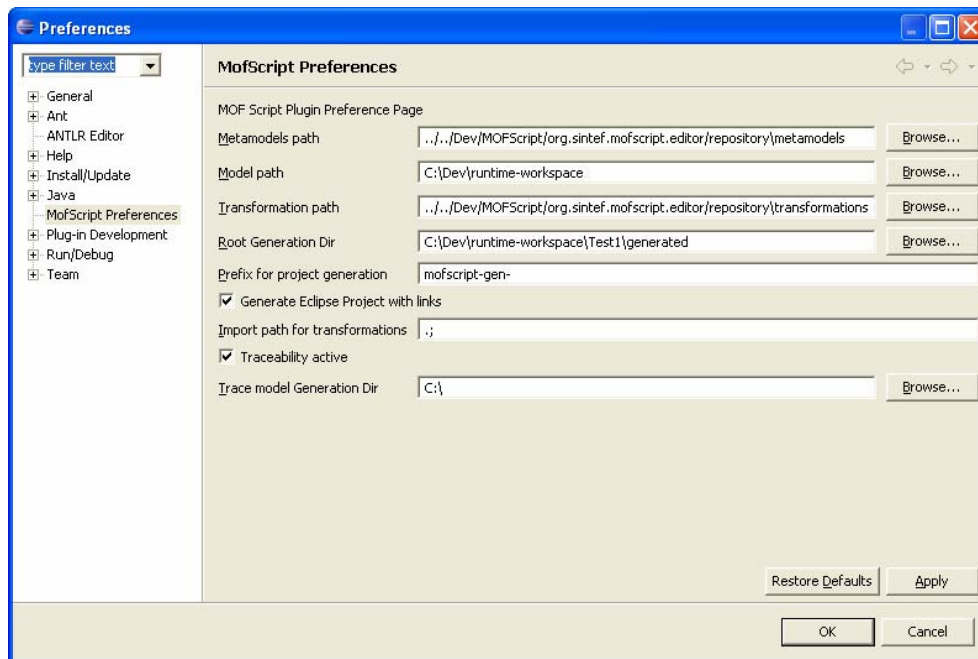 Preferences
type filter text
MofScript Preferences
General
Ant
ANTLR Editor
Help
Install/Update
Java
MofScript Preferences
Plug-in Development
Run/Debug
Team
MOF Script Plugin Preference Page
Metamodels path ../../Dev/MOFScript/org.sintef.mofscript.editor/repository\metamodels Browse...
Model path C:\Dev\runtime-workspace Browse...
Transformation path ../../Dev/MOFScript/org.sintef.mofscript.editor/repository\transformations Browse...
Root Generation Dir C:\Dev\runtime-workspace\Test1\generated Browse...
Prefix for project generation mofscript-gen-
Generate Eclipse Project with links
Import path for transformations .;
Traceability active
Trace model Generation Dir C:\ Browse...
Restore Defaults Apply
OK Cancel